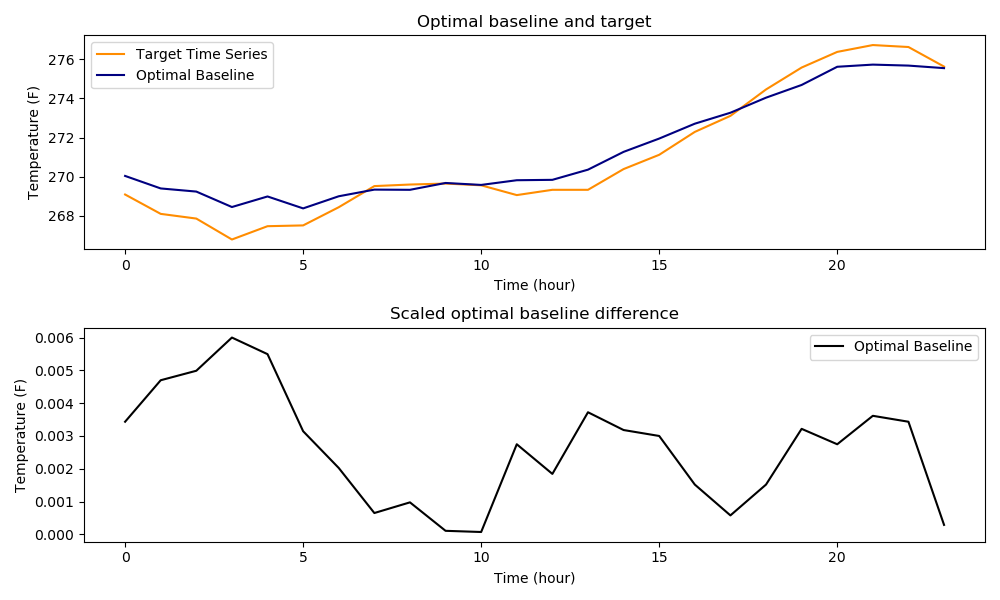 Optimal baseline and target
Temperature (F)
276
274
272
270
268
Target Time Series
Optimal Baseline
0 5 10 15 20
Time (hour)
Scaled optimal baseline difference
Temperature (F)
0.006
0.005
0.004
0.003
0.002
0.001
0.000
Optimal Baseline
0 5 10 15 20
Time (hour)